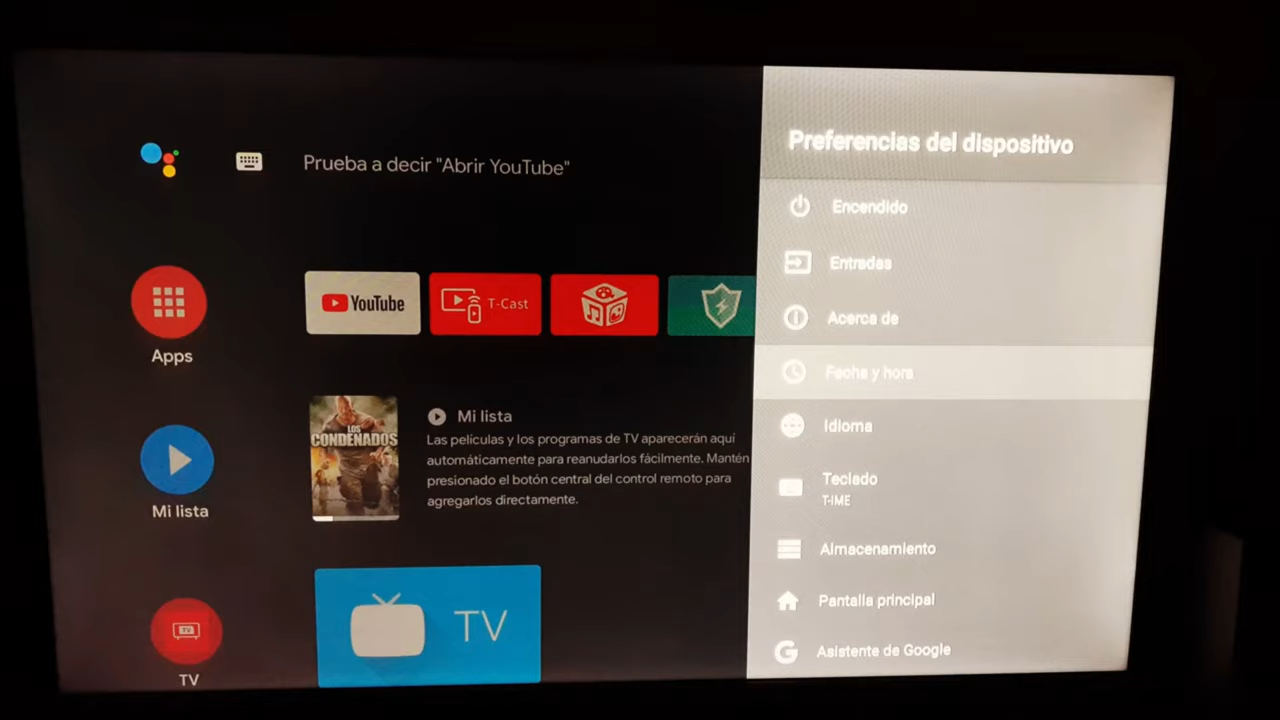 Prueba a decir "Abrir YouTube"
Apps
YouTube
T-Cast
Mi lista
LOS
CONDENADOS
Mi lista
Las películas y los programas de TV aparecerán aquí
automáticamente para reanudarlos fácilmente. Mantén
presionado el botón central del control remoto para
agregarlos directamente.
TV
TV
TV
Preferencias del dispositivo
Encendido
Entradas
Acerca de
Fecha y hora
Idioma
Teclado
T-IME
Almacenamiento
Pantalla principal
G
Asistente de Google